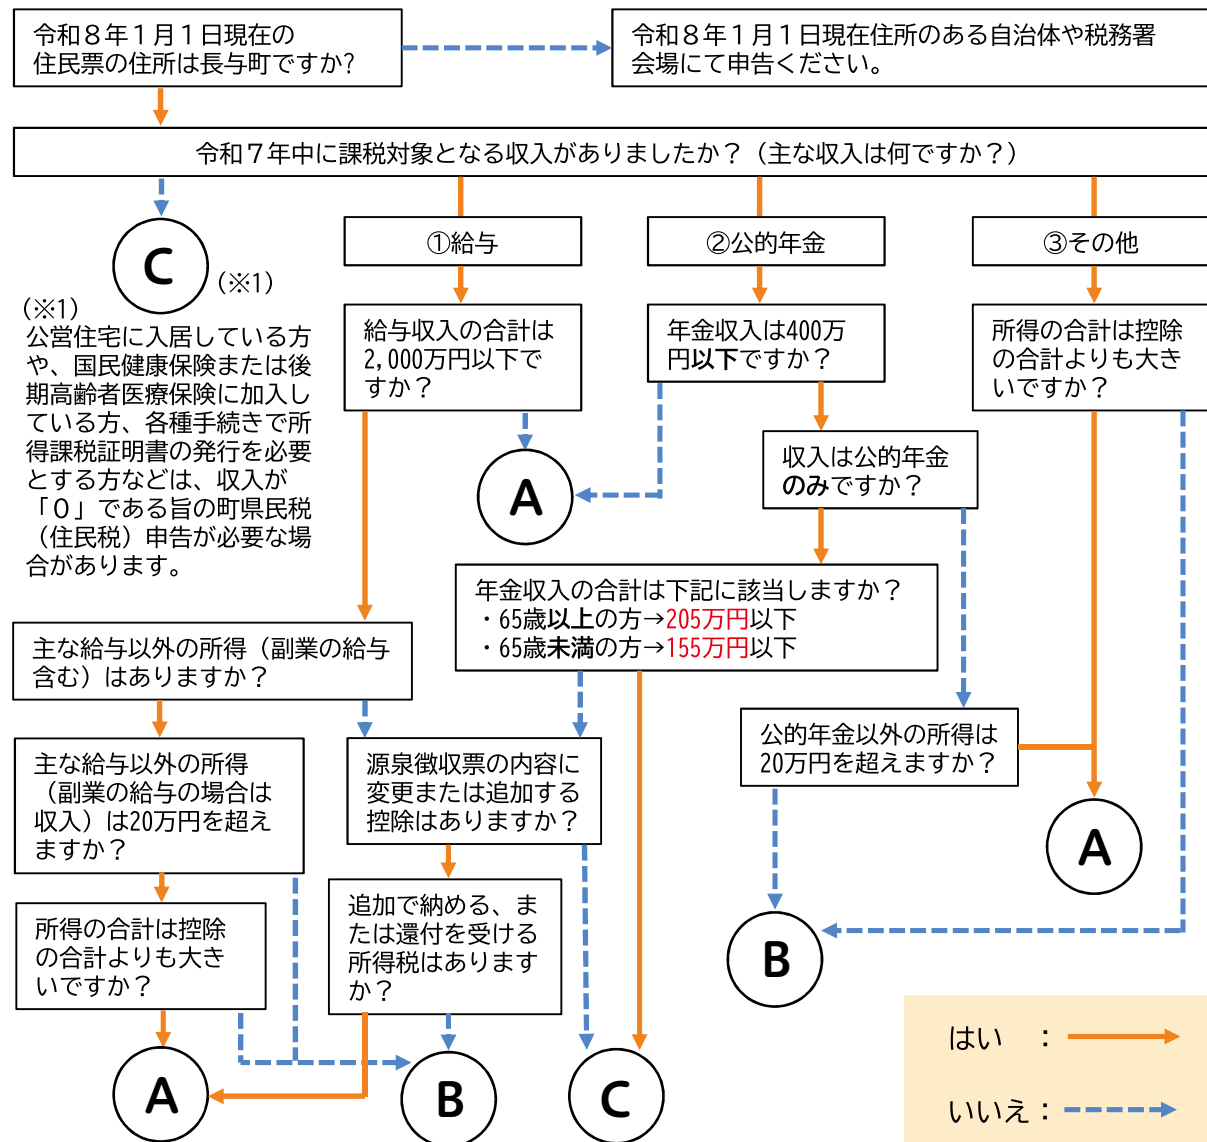 令和８年１月１日現在の
住民票の住所は長与町ですか?
令和８年１月１日現在住所のある自治体や税務署
会場にて申告ください。
令和７年中に課税対象となる収入がありましたか？（主な収入は何ですか？）
C
(※1)
①給与
②公的年金
③その他
(※1)
公営住宅に入居している方
や、国民健康保険または後
期高齢者医療保険に加入し
ている方、各種手続きで所
得課税証明書の発行を必要
とする方などは、収入が
「０」である旨の町県民税
（住民税）申告が必要な場
合があります。
給与収入の合計は
2,000万円以下で
すか？
年金収入は400万
円以下ですか？
所得の合計は控除
の合計よりも大き
いですか？
A
収入は公的年金
のみですか？
年金収入の合計は下記に該当しますか？
・65歳以上の方→205万円以下
・65歳未満の方→155万円以下
主な給与以外の所得（副業の給与
含む）はありますか？
公的年金以外の所得は
20万円を超えますか？
主な給与以外の所得
（副業の給与の場合は
収入）は20万円を超え
ますか？
源泉徴収票の内容に
変更または追加する
控除はありますか？
A
所得の合計は控除
の合計よりも大き
いですか？
追加で納める、ま
たは還付を受ける
所得税はあります
か？
B
A
B
C
はい　：
いいえ：